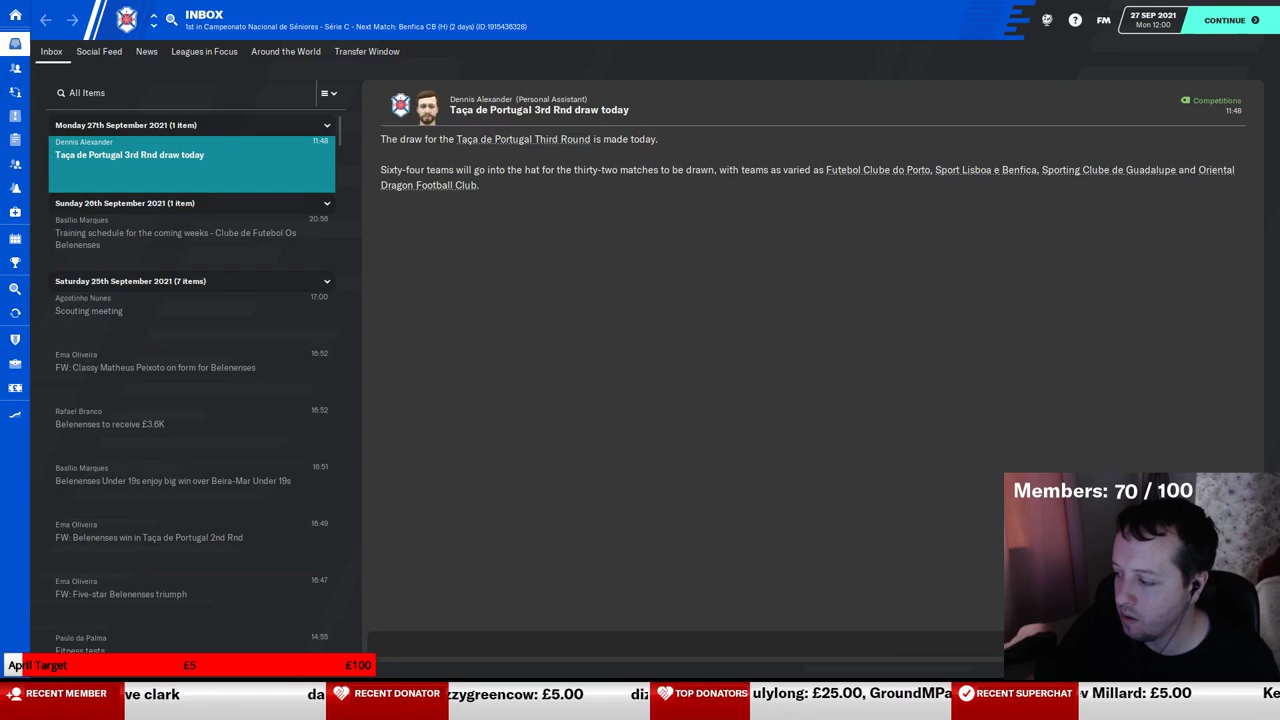 INBOX
1st in Campeonato Nacional de Séniores - Série C - Next Match: Benfica CB (H) (2 days) (ID:1915436328)
FM
27 SEP 2021
Mon 12:00
CONTINUE
Inbox
Social Feed
News
Leagues in Focus
Around the World
Transfer Window
All Items
Monday 27th September 2021 (1 item)
Dennis Alexander
11:48
Taça de Portugal 3rd Rnd draw today
Sunday 26th September 2021 (1 item)
Basílio Marques
20:56
Training schedule for the coming weeks - Clube de Futebol Os
Belenenses
Saturday 25th September 2021 (7 items)
Agostinho Nunes
17:00
Scouting meeting
Ema Oliveira
16:52
FW: Classy Matheus Peixoto on form for Belenenses
Rafael Branco
16:52
Belenenses to receive £3.6K
Basílio Marques
16:51
Belenenses Under 19s enjoy big win over Beira-Mar Under 19s
Ema Oliveira
16:49
FW: Belenenses win in Taça de Portugal 2nd Rnd
Ema Oliveira
16:47
FW: Five-star Belenenses triumph
Paulo da Palma
14:55
Fitness tests
Dennis Alexander (Personal Assistant)
Taça de Portugal 3rd Rnd draw today
Competitions
11:48
The draw for the Taça de Portugal Third Round is made today.
Sixty-four teams will go into the hat for the thirty-two matches to be drawn, with teams as varied as Futebol Clube do Porto, Sport Lisboa e Benfica, Sporting Clube de Guadalupe and Oriental
Dragon Football Club.
Members: 70 / 100
April Target
£5
£100
RECENT MEMBER
ve clark
da
RECENT DONATOR
zzygreencow: £5.00
diz
TOP DONATORS
ulylong: £25.00, GroundMPa
RECENT SUPERCHAT
v Millard: £5.00
Ke